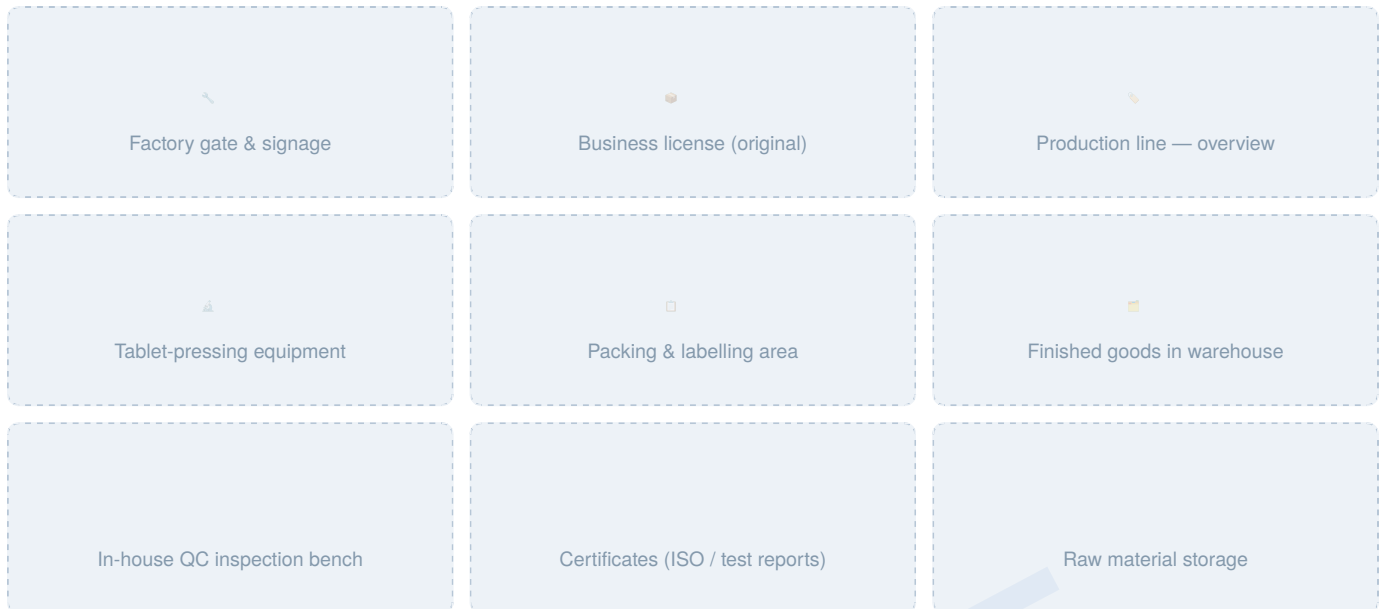 Factory gate & signage
Business license (original)
Production line — overview
Tablet-pressing equipment
Packing & labelling area
Finished goods in warehouse
In-house QC inspection bench
Certificates (ISO / test reports)
Raw material storage